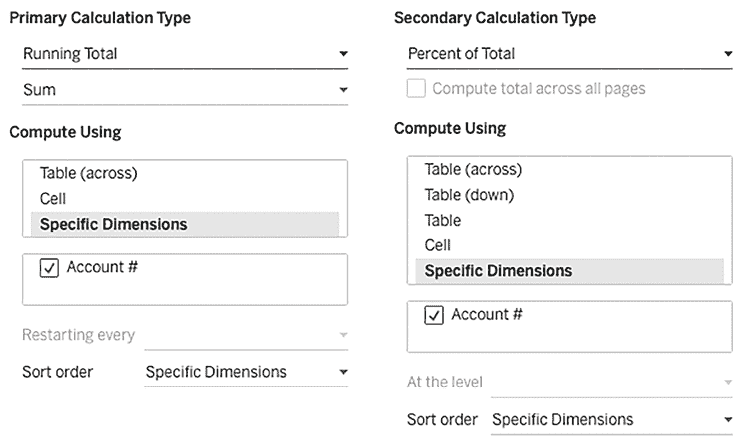 Primary Calculation Type
Running Total
Sum
Compute Using
Table (across)
Cell
Specific Dimensions
Account #
Restarting every
Sort order Specific Dimensions
Secondary Calculation Type
Percent of Total
Compute total across all pages
Compute Using
Table (across)
Table (down)
Table
Cell
Specific Dimensions
Account #
At the level
Sort order Specific Dimensions